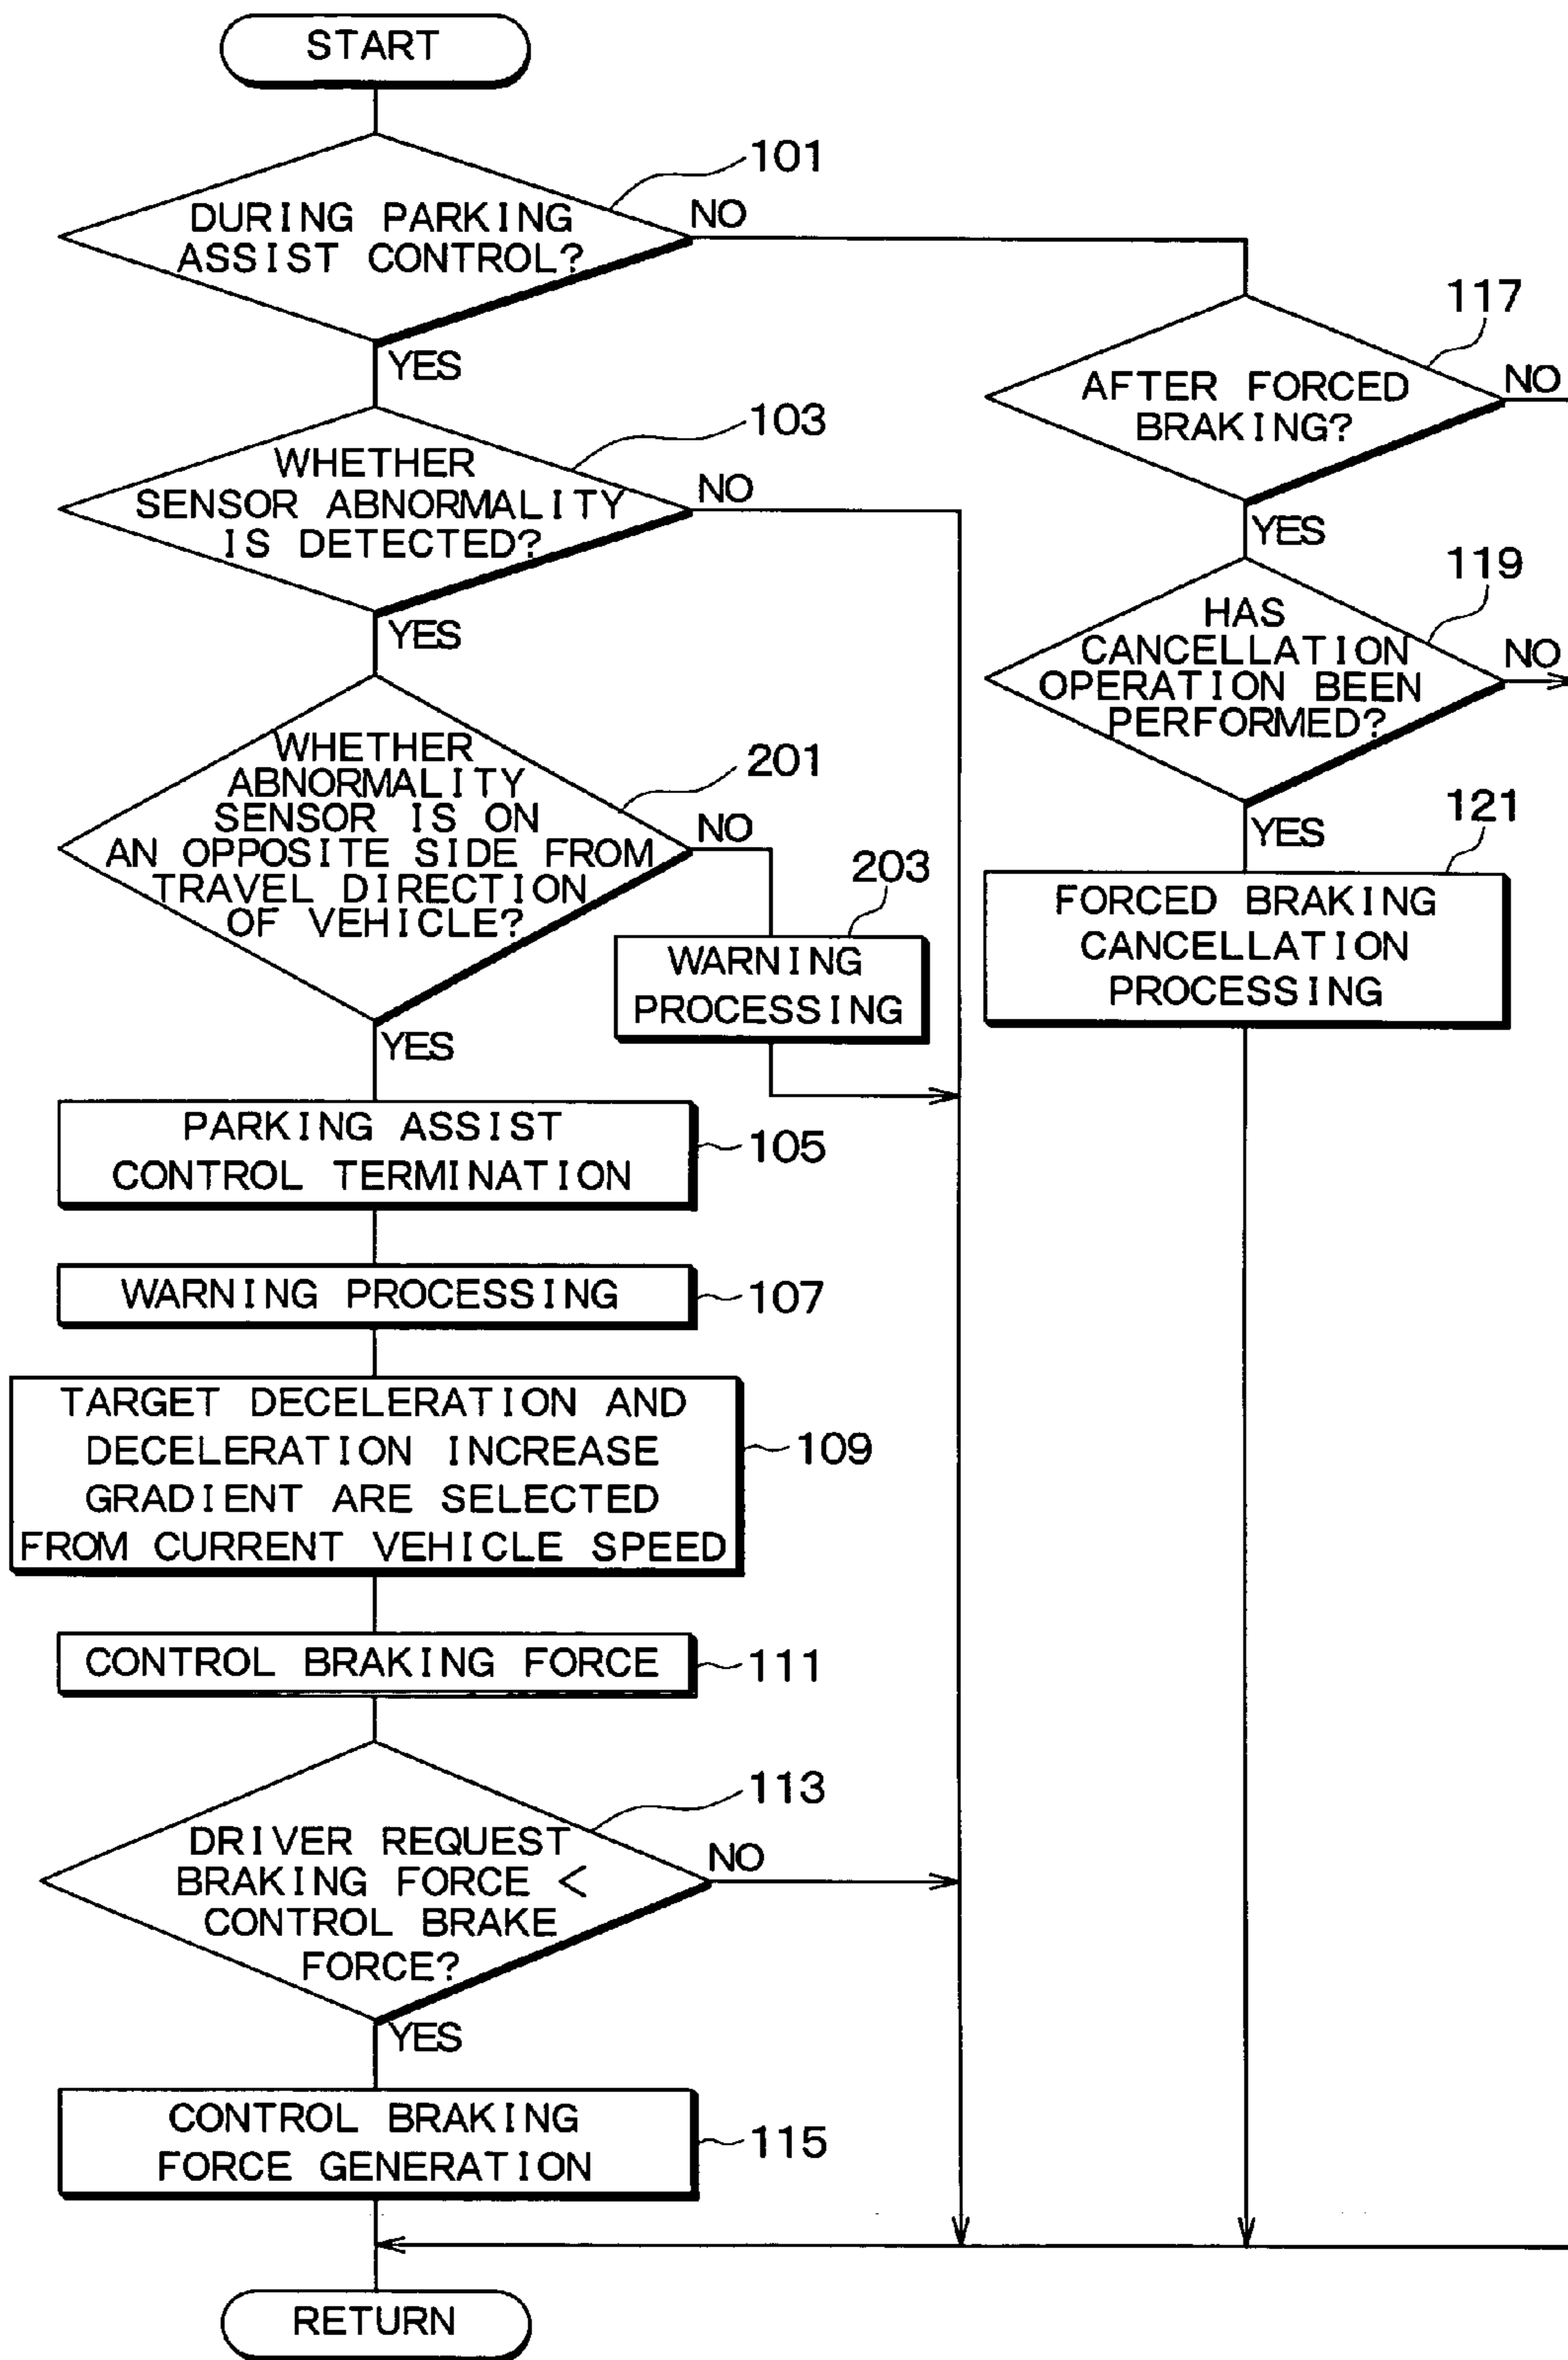 START
101
DURING PARKING
ASSIST CONTROL?
NO
YES
103
WHETHER
SENSOR ABNORMALITY
IS DETECTED?
NO
YES
201
WHETHER
ABNORMALITY
SENSOR IS ON
AN OPPOSITE SIDE FROM
TRAVEL DIRECTION
OF VEHICLE?
NO
YES
203
WARNING
PROCESSING
PARKING ASSIST
CONTROL TERMINATION
105
WARNING PROCESSING
107
TARGET DECELERATION AND
DECELERATION INCREASE
GRADIENT ARE SELECTED
FROM CURRENT VEHICLE SPEED
109
CONTROL BRAKING FORCE
111
113
DRIVER REQUEST
BRAKING FORCE <
CONTROL BRAKE
FORCE?
NO
YES
CONTROL BRAKING
FORCE GENERATION
115
RETURN
117
AFTER FORCED
BRAKING?
NO
YES
119
HAS
CANCELLATION
OPERATION BEEN
PERFORMED?
NO
YES
121
FORCED BRAKING
CANCELLATION
PROCESSING